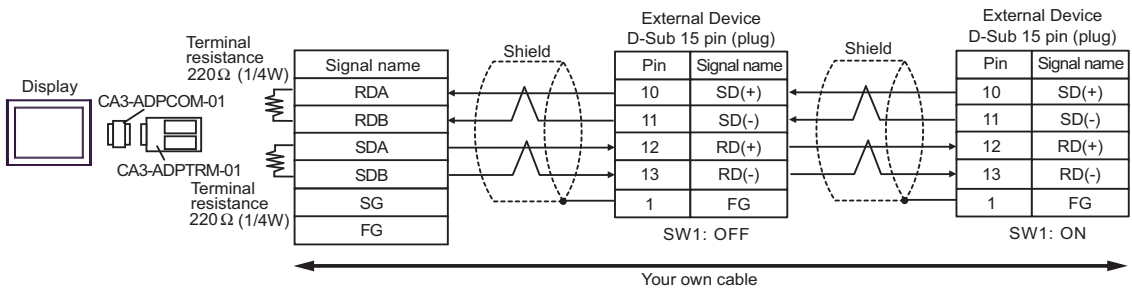 Display
CA3-ADPCOM-01
CA3-ADPTRM-01
Terminal
resistance
220Ω (1/4W)
Terminal
resistance
220Ω (1/4W)
Signal name
RDA
RDB
SDA
SDB
SG
FG
Shield
External Device
D-Sub 15 pin (plug)
Pin Signal name
10 SD(+)
11 SD(-)
12 RD(+)
13 RD(-)
1 FG
SW1: OFF
Shield
External Device
D-Sub 15 pin (plug)
Pin Signal name
10 SD(+)
11 SD(-)
12 RD(+)
13 RD(-)
1 FG
SW1: ON
Your own cable